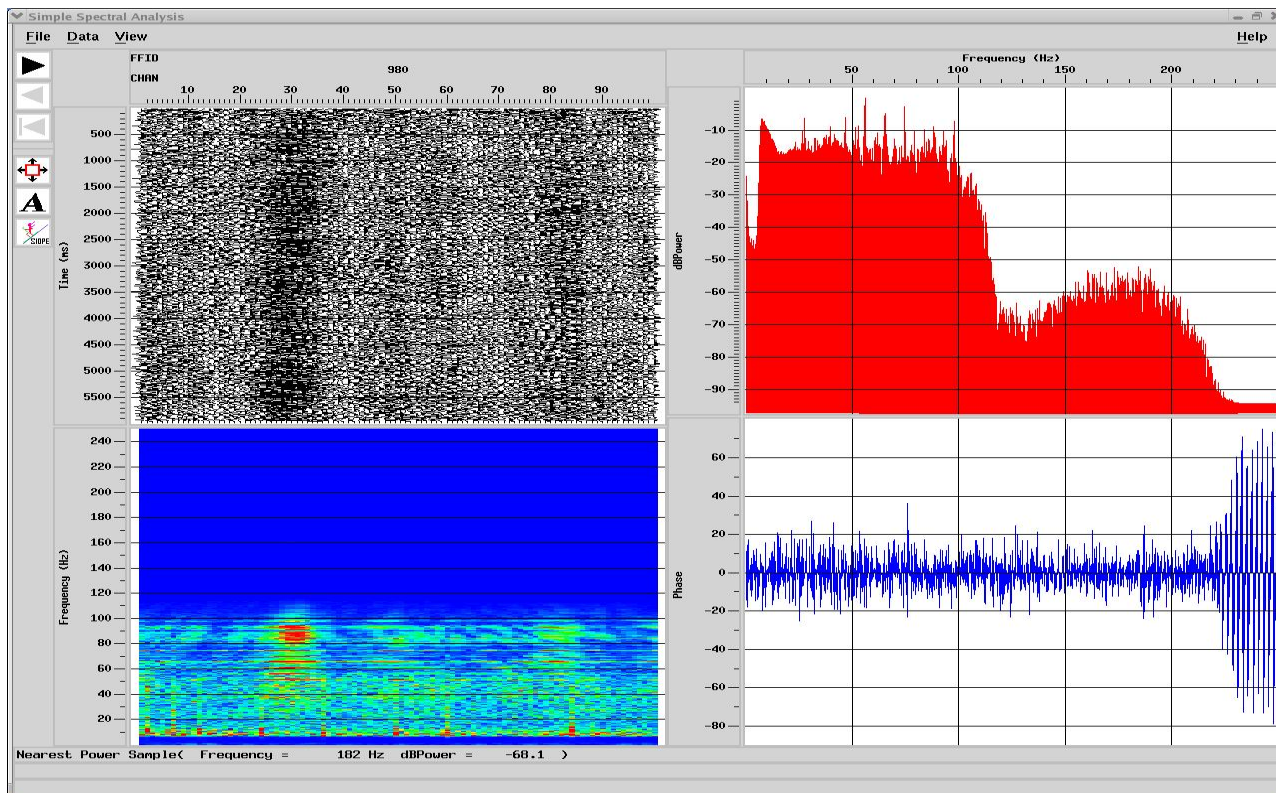 Simple Spectral Analysis
File Data View Help
FFID
CHAN
980
10 20 30 40 50 60 70 80 90
Time (ms)
500
1000
1500
2000
2500
3000
3500
4000
4500
5000
5500
A
SlOPE
Frequency (Hz)
50 100 150 200
dBPower
-10
-20
-30
-40
-50
-60
-70
-80
-90
Frequency (Hz)
240
220
200
180
160
140
120
100
80
60
40
20
Phase
60
40
20
0
-20
-40
-60
-80
Nearest Power Sample( Frequency = 182 Hz dBPower = -68.1 )